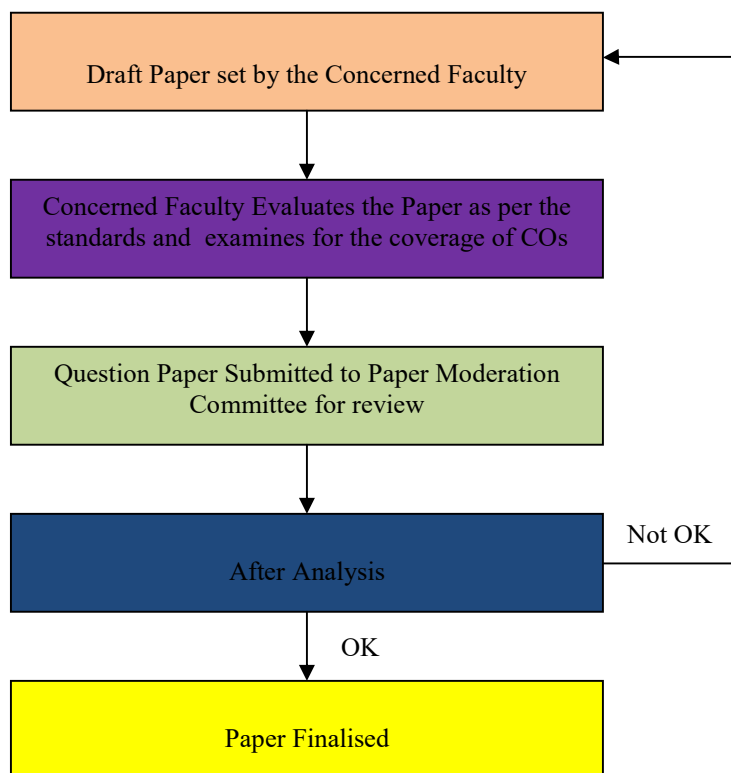 Draft Paper set by the Concerned Faculty
Concerned Faculty Evaluates the Paper as per the
standards and  examines for the coverage of COs
Question Paper Submitted to Paper Moderation
Committee for review
Not OK
After Analysis
OK
Paper Finalised